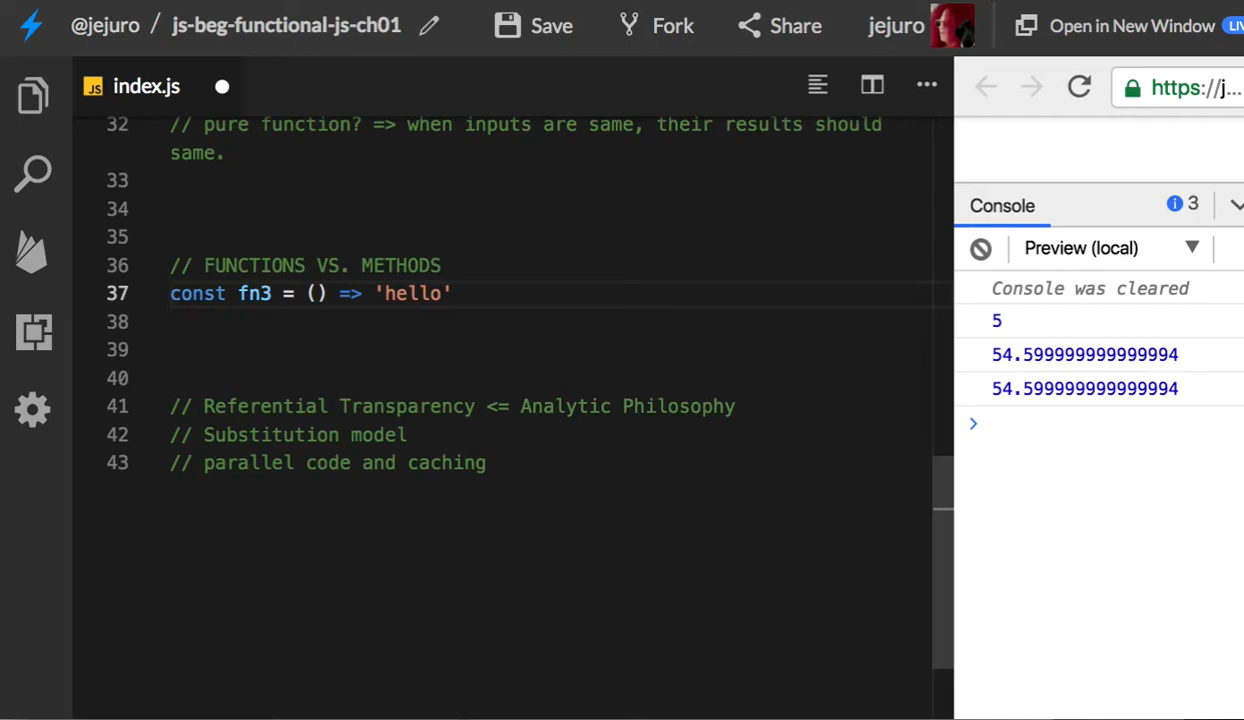 @jejuro / js-beg-functional-js-ch01 Save Fork Share jejuro Open in New Window LIV
JS index.js
https://j...
32 // pure function? => when inputs are same, their results should
same.
33
34
35
36 // FUNCTIONS VS. METHODS
37 const fn3 = () => 'hello'
38
39
40
41 // Referential Transparency <= Analytic Philosophy
42 // Substitution model
43 // parallel code and caching
Console 3
Preview (local)
Console was cleared
5
54.599999999999994
54.599999999999994